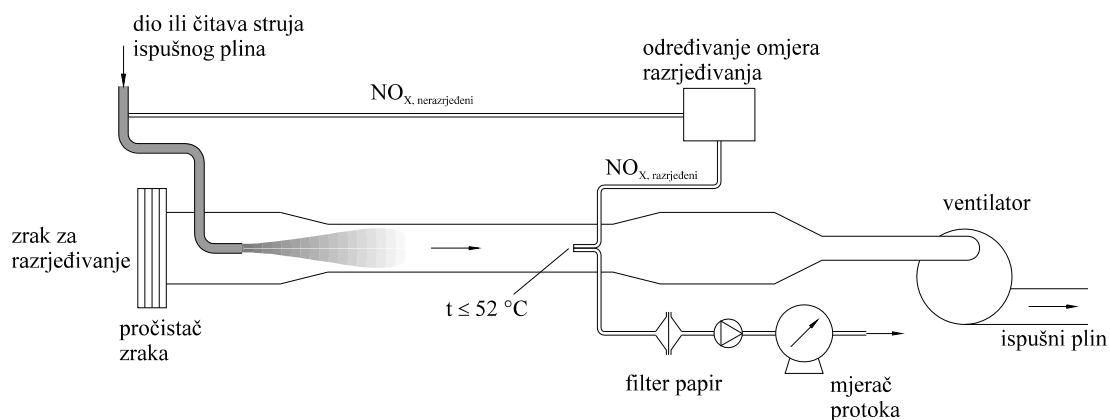 dio ili čitava struja
ispušnog plina
određivanje omjera
razrjeđivanja
NOX, nerazrjeđeni
NOX, razrjeđeni
ventilator
zrak za
razrjeđivanje
t ≤ 52 °C
pročistač
zraka
ispušni plin
filter papir
mjerač
protoka